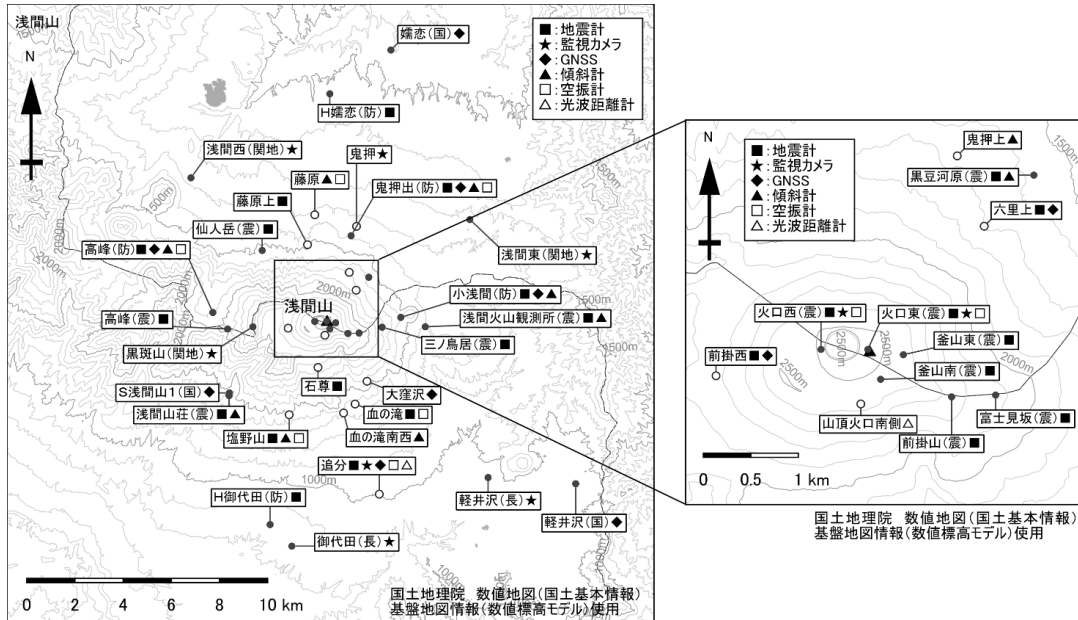 浅間山
1500m
N
■:地震計
★:監視カメラ
◆:GNSS
▲:傾斜計
□:空振計
△:光波距離計
嬬恋(国)◆
H嬬恋(防)■
浅間西(関地)★
鬼押★
藤原▲□
鬼押出(防)■◆▲□
藤原上■
仙人岳(震)■
1500m
2000m
高峰(防)■◆▲□
浅間東(関地)★
2000m
2200m
浅間山
2000m
小浅間(防)■◆▲
1500m
高峰(震)■
浅間火山観測所(震)■▲
黒斑山(関地)★
三ノ鳥居(震)■
1500m
石尊■
S浅間山1(国)◆
大窪沢◆
浅間山荘(震)■▲
血の滝■□
塩野山■▲□
血の滝南西▲
追分■★◆□△
1000m
H御代田(防)■
軽井沢(長)★
軽井沢(国)◆
御代田(長)★
1000m
1000m
0 2 4 6 8 10 km
国土地理院 数値地図(国土基本情報)
基盤地図情報(数値標高モデル)使用
N
■:地震計
★:監視カメラ
◆:GNSS
▲:傾斜計
□:空振計
△:光波距離計
鬼押上▲
黒豆河原(震)■▲
六里上■◆
火口西(震)■★□
火口東(震)■★□
2500m
2500m
釜山東(震)■
2000m
前掛西■◆
2500m
釜山南(震)■
山頂火口南側△
富士見坂(震)■
前掛山(震)■
0 0.5 1 km
国土地理院 数値地図(国土基本情報)
基盤地図情報(数値標高モデル)使用